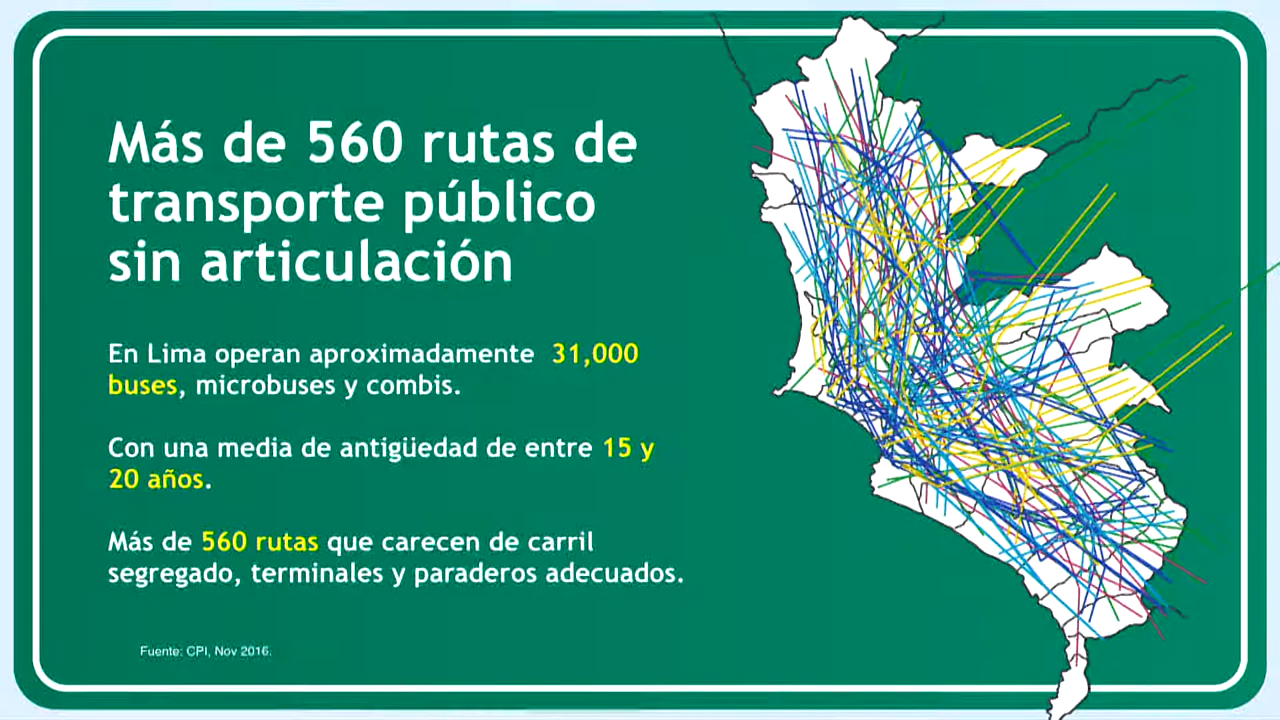 Más de 560 rutas de
transporte público
sin articulación
En Lima operan aproximadamente 31,000
buses, microbuses y combis.
Con una media de antigüedad de entre 15 y
20 años.
Más de 560 rutas que carecen de carril
segregado, terminales y paraderos adecuados.
Fuente: CPI, Nov 2016.